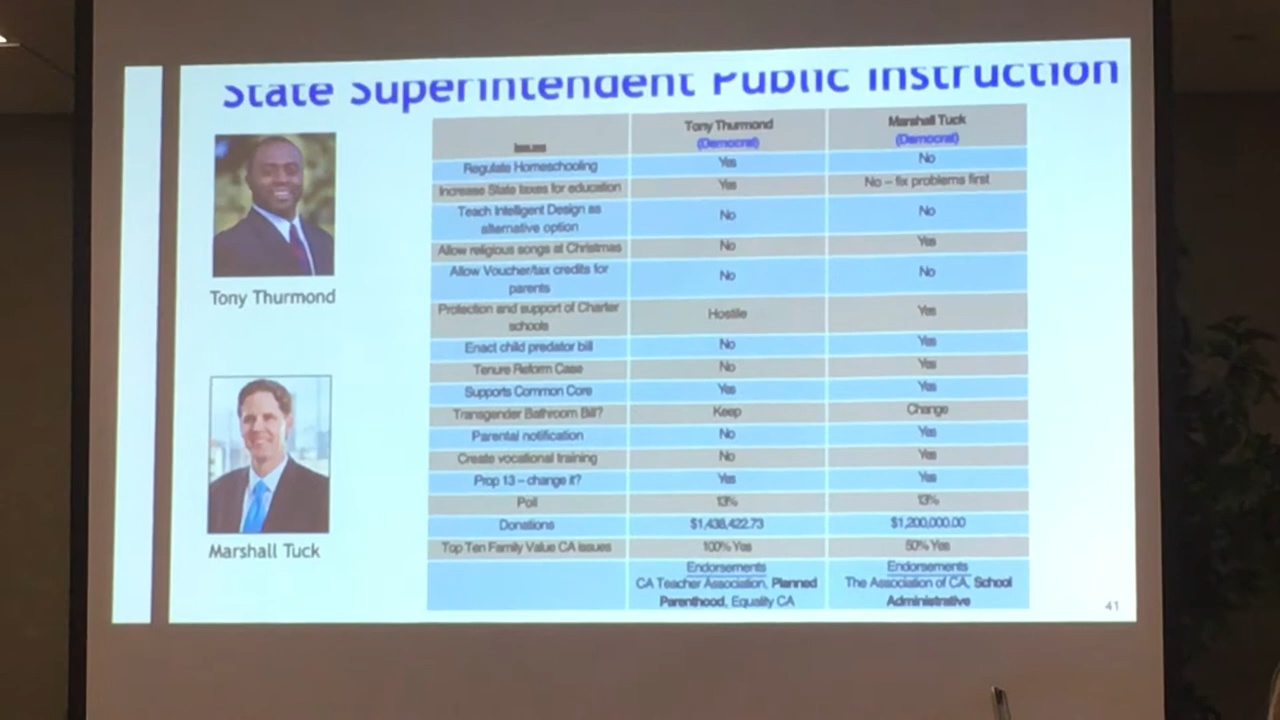 State Superintendent Public Instruction
Tony Thurmond
Marshall Tuck
Issues
Tony Thurmond
(Democrat)
Marshall Tuck
(Democrat)
Regulate Homeschooling Yes No
Increase State taxes for education Yes No – fix problems first
Teach Intelligent Design as
alternative option No No
Allow religious songs at Christmas No Yes
Allow Voucher/tax credits for
parents No No
Protection and support of Charter
schools Hostile Yes
Enact child predator bill No Yes
Tenure Reform Case No Yes
Supports Common Core Yes Yes
Transgender Bathroom Bill? Keep Change
Parental notification No Yes
Create vocational training No Yes
Prop 13 – change it? Yes Yes
Poll 13% 13%
Donations $1,438,422.73 $1,200,000.00
Top Ten Family Value CA issues 100% Yes 50% Yes
Endorsements
CA Teacher Association, Planned
Parenthood, Equality CA
Endorsements
The Association of CA, School
Administrative
41